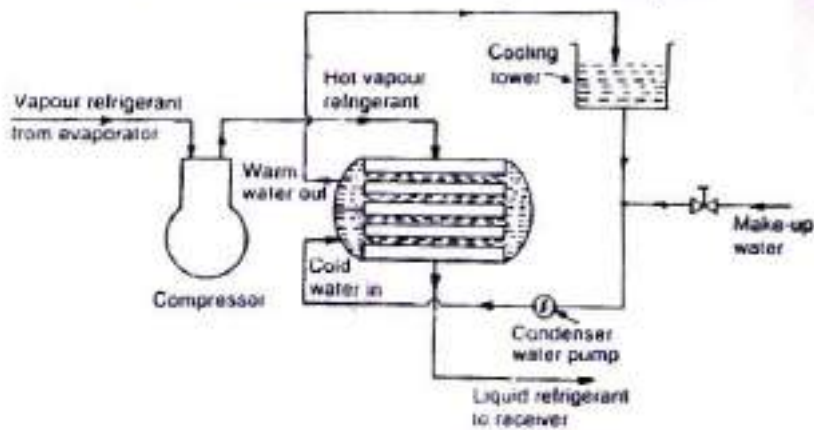 Cooling
tower
Hot vapour
refrigerant
Vapour refrigerant
from evaporator
Warm
water out
Make-up
water
Cold
water in
Compressor
Condenser
water pump
Liquid refrigerant
to receiver